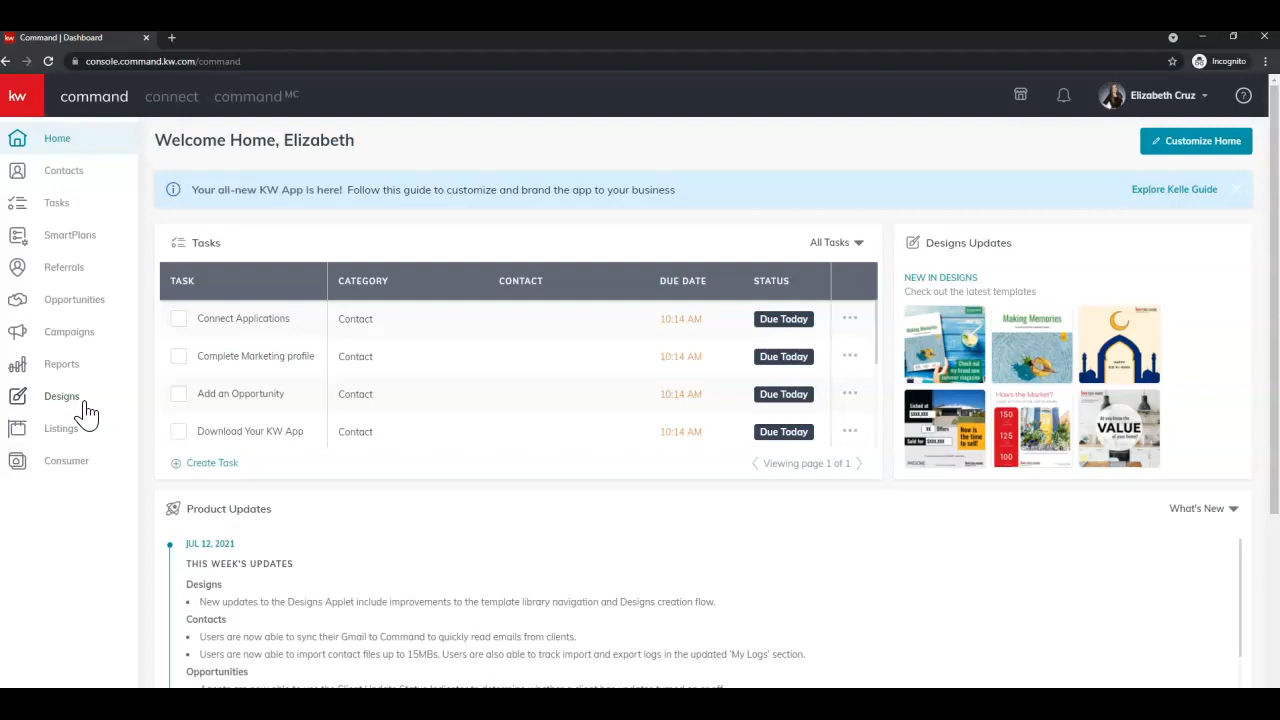 Command | Dashboard
console.command.kw.com/command
Incognito
kw
command connect command MC
Elizabeth Cruz
Home
Contacts
Tasks
SmartPlans
Referrals
Opportunities
Campaigns
Reports
Designs
Listings
Consumer
Welcome Home, Elizabeth
Customize Home
Your all-new KW App is here! Follow this guide to customize and brand the app to your business
Explore Kelle Guide
Tasks
All Tasks
TASK CATEGORY CONTACT DUE DATE STATUS
Connect Applications Contact 10:14 AM Due Today
Complete Marketing profile Contact 10:14 AM Due Today
Add an Opportunity Contact 10:14 AM Due Today
Download Your KW App Contact 10:14 AM Due Today
Create Task
Viewing page 1 of 1
Designs Updates
NEW IN DESIGNS
Check out the latest templates
Making Memories
Check out
my brand new
summer magazine
Making Memories
Listed at
Offers
Sold for
Now is
the time
to sell!
How's the Market?
150
125
100
Do you know the
VALUE
of your home?
Product Updates
What's New
JUL 12, 2021
THIS WEEK'S UPDATES
Designs
• New updates to the Designs Applet include improvements to the template library navigation and Designs creation flow.
Contacts
• Users are now able to sync their Gmail to Command to quickly read emails from clients.
• Users are now able to import contact files up to 15MBs. Users are also able to track import and export logs in the updated 'My Logs' section.
Opportunities